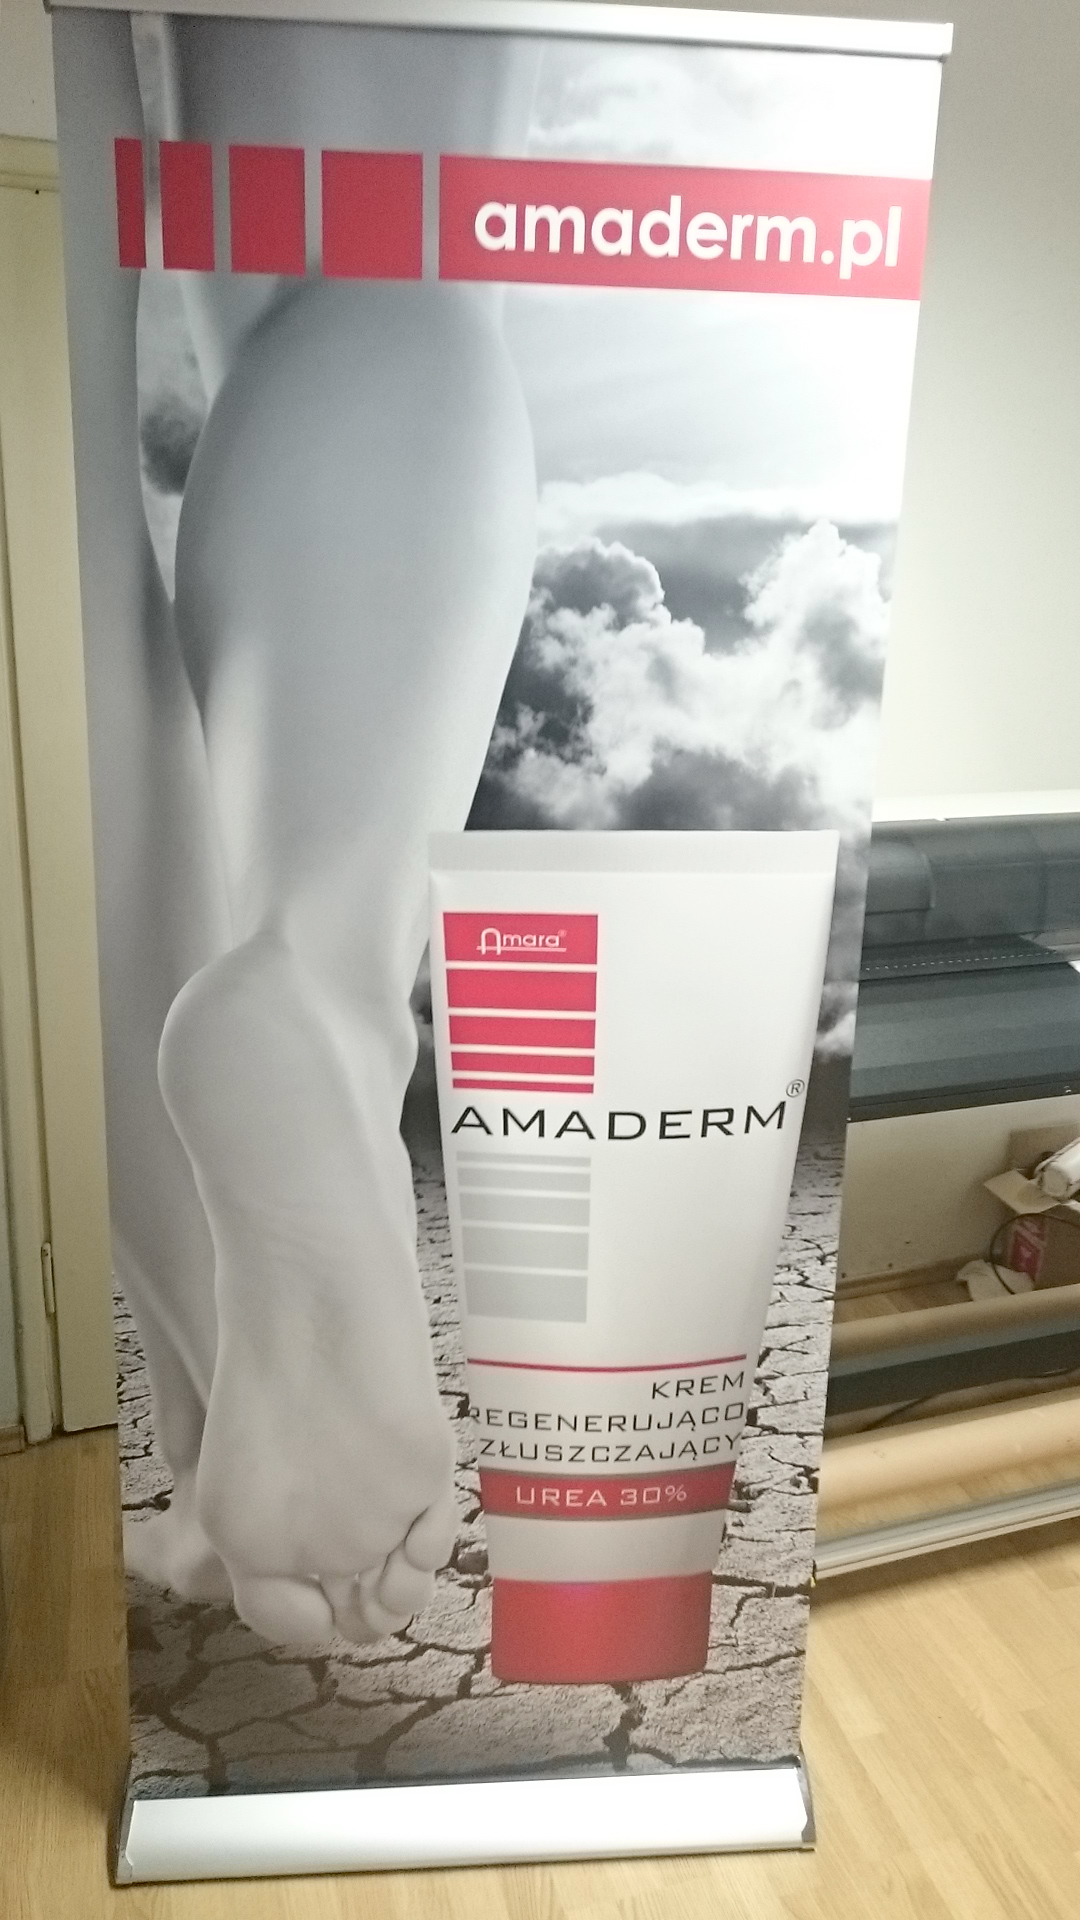 amaderm.pl
Amara®
AMADERM®
KREM
REGENERUJĄCO
ZŁUSZCZAJĄCY
UREA 30%